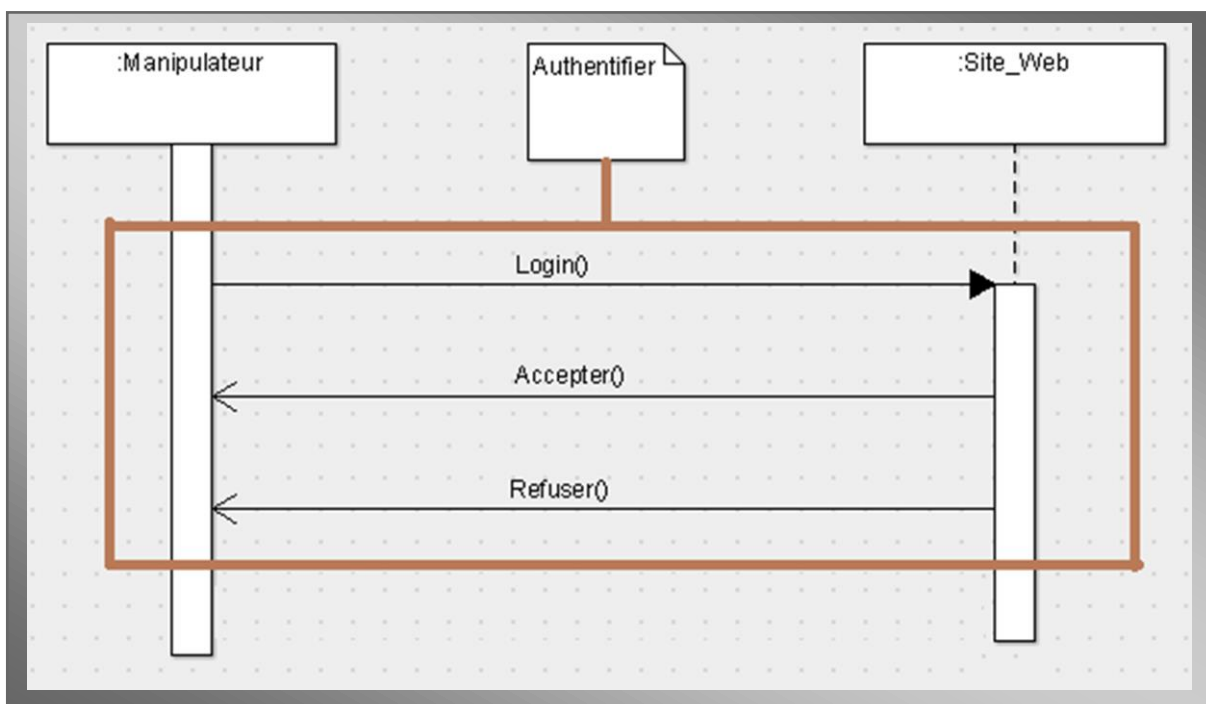 :Manipulateur
Authentifier
:Site_Web
Login()
Accepter()
Refuser()